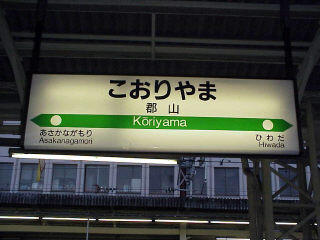 こおりやま
郡山
Kōriyama
あさかながもり
Asakanagamori
ひわだ
Hiwada